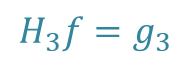 H₃f = g₃